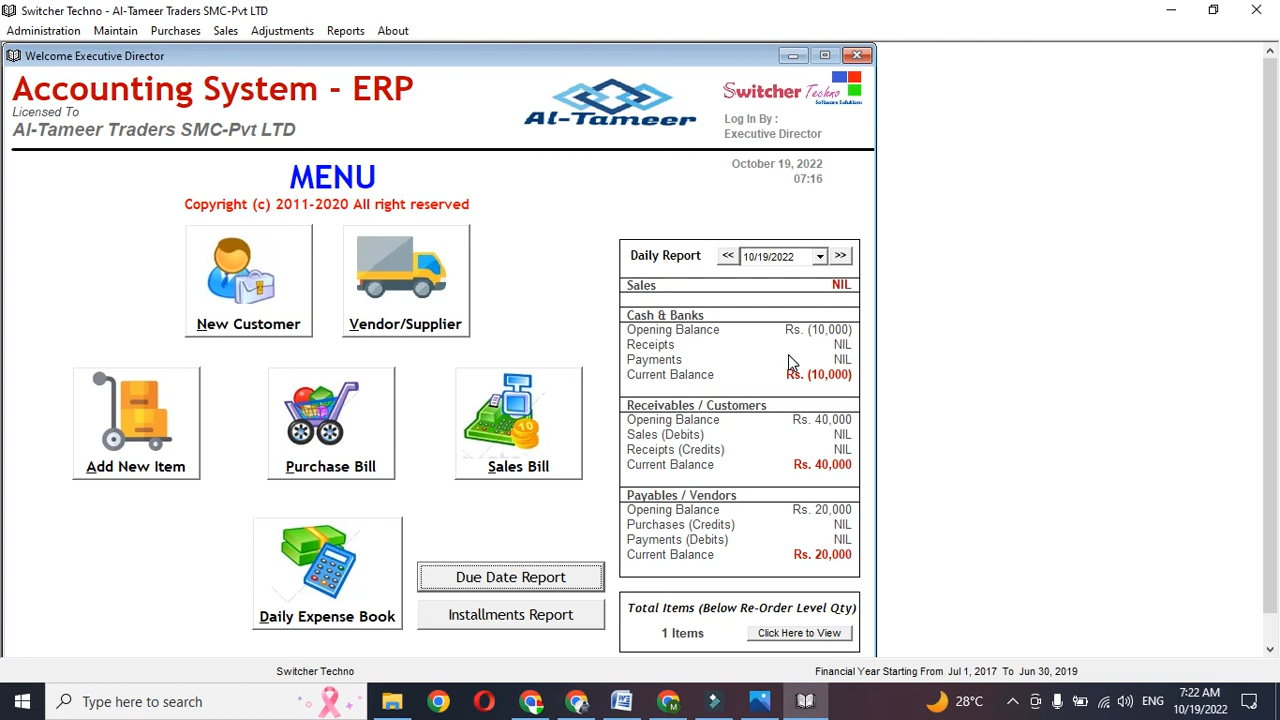 Switcher Techno - Al-Tameer Traders SMC-Pvt LTD
Administration Maintain Purchases Sales Adjustments Reports About
Welcome Executive Director
Accounting System - ERP
Licensed To
Al-Tameer Traders SMC-Pvt LTD
Al-Tameer
Switcher Techno
Software Solutions
Log In By :
Executive Director
October 19, 2022
07:16
MENU
Copyright (c) 2011-2020 All right reserved
New Customer
Vendor/Supplier
Add New Item
Purchase Bill
10
Sales Bill
Daily Expense Book
Due Date Report
Installments Report
Daily Report << 10/19/2022 >>
Sales NIL
Cash & Banks
Opening Balance Rs. (10,000)
Receipts NIL
Payments NIL
Current Balance Rs. (10,000)
Receivables / Customers
Opening Balance Rs. 40,000
Sales (Debits) NIL
Receipts (Credits) NIL
Current Balance Rs. 40,000
Payables / Vendors
Opening Balance Rs. 20,000
Purchases (Credits) NIL
Payments (Debits) NIL
Current Balance Rs. 20,000
Total Items (Below Re-Order Level Qty)
1 Items Click Here to View
Switcher Techno Financial Year Starting From Jul 1, 2017 To Jun 30, 2019
Type here to search
28°C
ENG
7:22 AM
10/19/2022